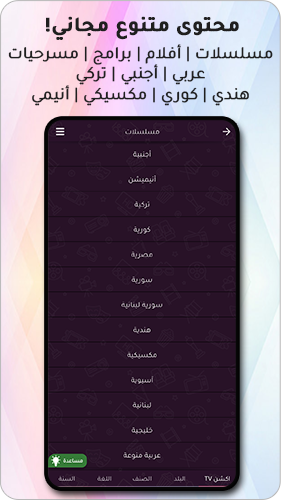 محتوى متنوع مجاني!
مسلسلات | أفلام | برامج | مسرحيات
عربي | أجنبي | تركي
هندي | كوري | مكسيكي | أنيمي
مسلسلات
أجنبية
أنيميشن
تركية
كورية
مصرية
سورية
سورية لبنانية
هندية
مكسيكية
أسيوية
لبنانية
خليجية
عربية منوعة
مساعدة
اكشن TV البلد الصنف اللغة السنة